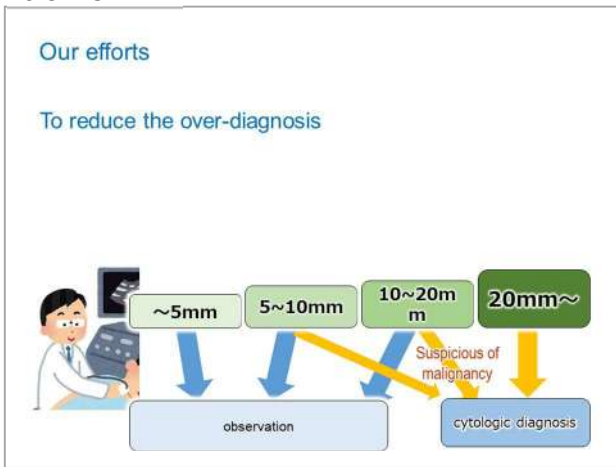 Our efforts
To reduce the over-diagnosis
~5mm
5~10mm
10~20m
m
20mm~
Suspicious of
malignancy
observation
cytologic diagnosis